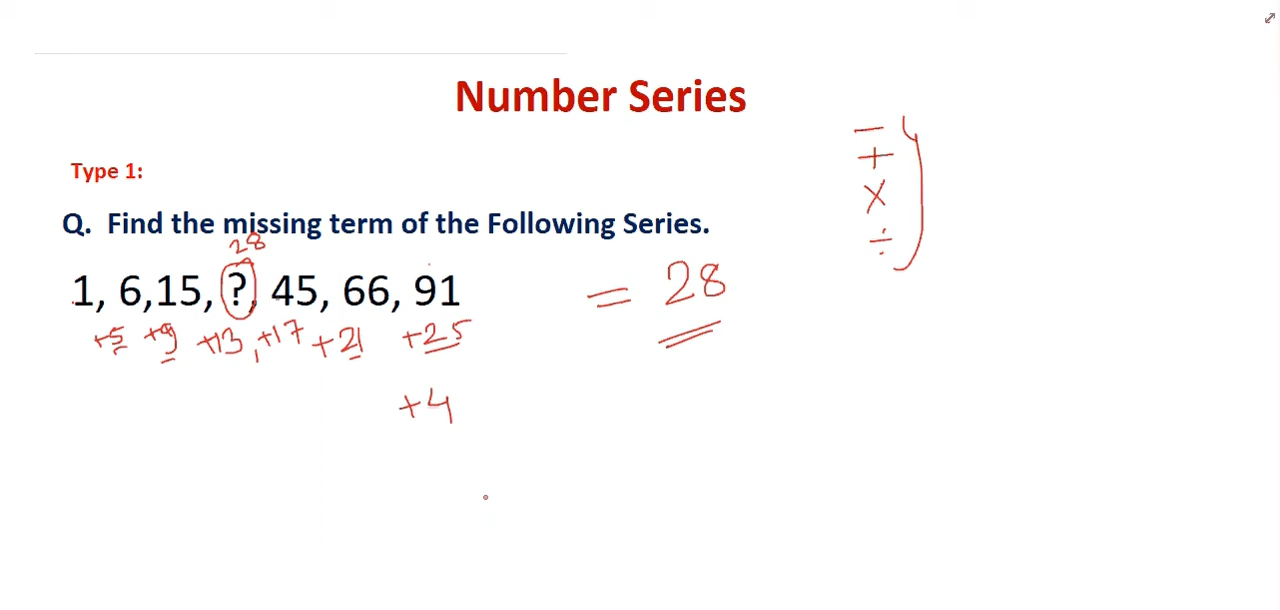 Number Series
Type 1:
Q. Find the missing term of the Following Series.
28
1, 6,15, ?, 45, 66, 91
= 28
+5 +9 +13, +17 +21 +25
+4
−
+
×
÷